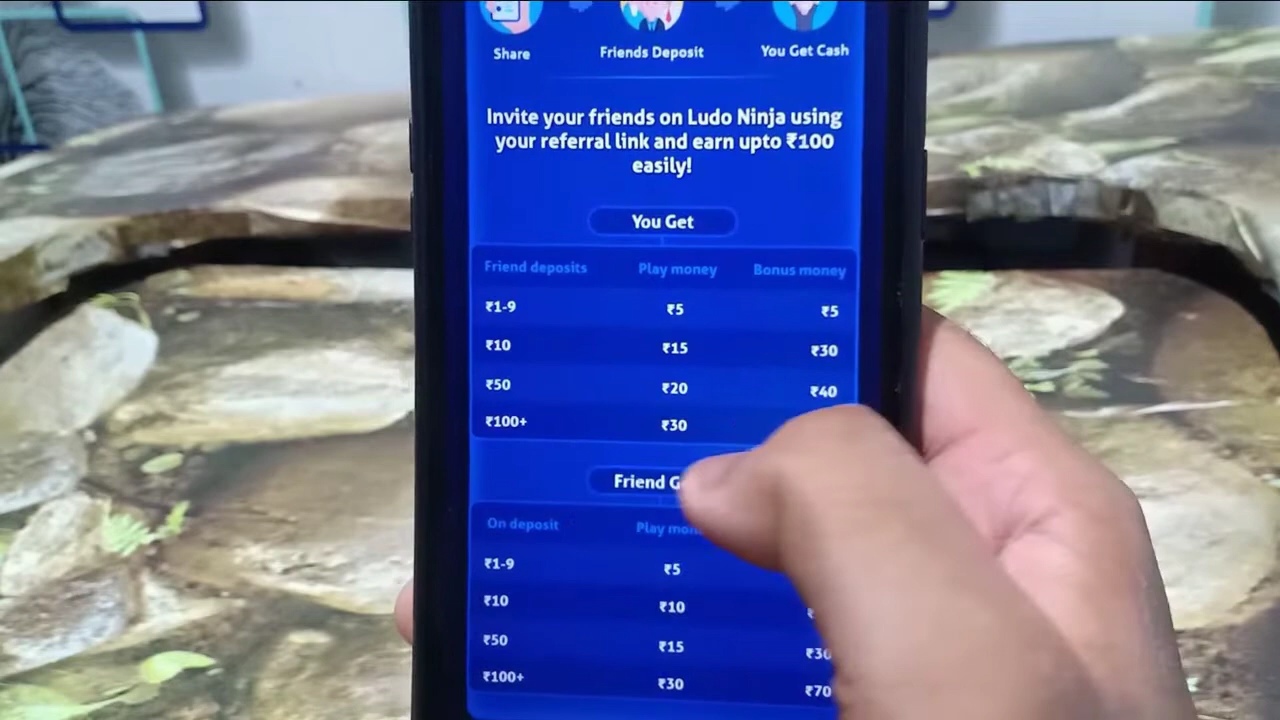 Share Friends Deposit You Get Cash
Invite your friends on Ludo Ninja using
your referral link and earn upto ₹100
easily!
You Get
Friend deposits Play money Bonus money
₹1-9 ₹5 ₹5
₹10 ₹15 ₹30
₹50 ₹20 ₹40
₹100+ ₹30
Friend
On deposit Play
₹1-9 ₹5
₹10 ₹10
₹50 ₹15 ₹30
₹100+ ₹30 ₹70